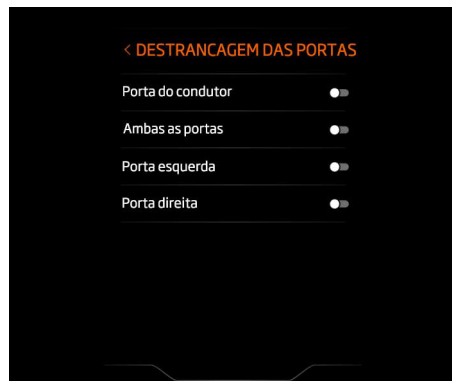 < DESTRANCAGEM DAS PORTAS
Porta do condutor
Ambas as portas
Porta esquerda
Porta direita